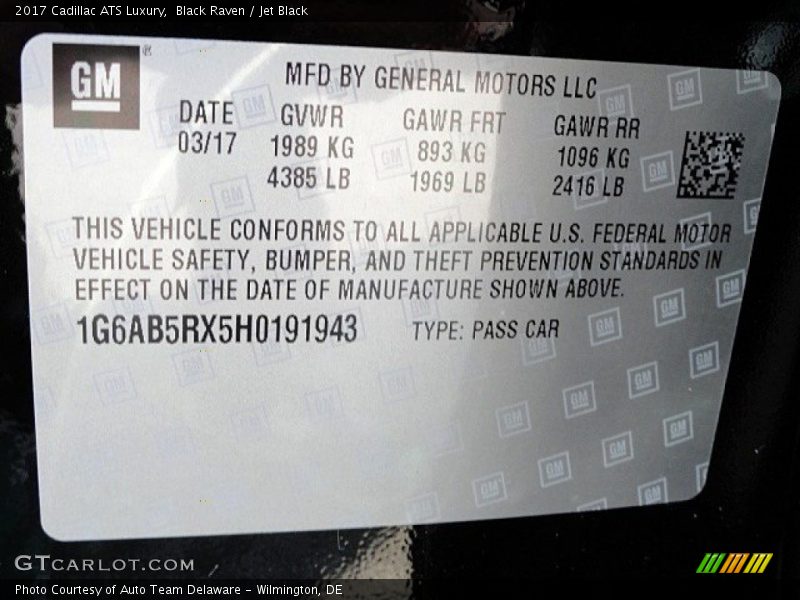 2017 Cadillac ATS Luxury, Black Raven / Jet Black
GM ®
MFD BY GENERAL MOTORS LLC
DATE GVWR GAWR FRT GAWR RR
03/17 1989 KG 893 KG 1096 KG
4385 LB 1969 LB 2416 LB
THIS VEHICLE CONFORMS TO ALL APPLICABLE U.S. FEDERAL MOTOR
VEHICLE SAFETY, BUMPER, AND THEFT PREVENTION STANDARDS IN
EFFECT ON THE DATE OF MANUFACTURE SHOWN ABOVE.
1G6AB5RX5H0191943 TYPE: PASS CAR
GTCARLOT.COM
Photo Courtesy of Auto Team Delaware - Wilmington, DE